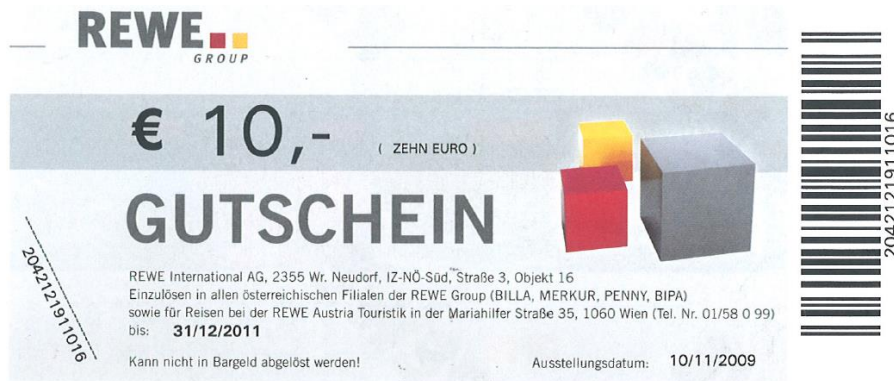 REWE
GROUP
€ 10,- ( ZEHN EURO )
GUTSCHEIN
REWE International AG, 2355 Wr. Neudorf, IZ-NÖ-Süd, Straße 3, Objekt 16
Einzulösen in allen österreichischen Filialen der REWE Group (BILLA, MERKUR, PENNY, BIPA)
sowie für Reisen bei der REWE Austria Touristik in der Mariahilfer Straße 35, 1060 Wien (Tel. Nr. 01/58 0 99)
bis: 31/12/2011
Kann nicht in Bargeld abgelöst werden! Ausstellungsdatum: 10/11/2009
2042121911016
2042121911016